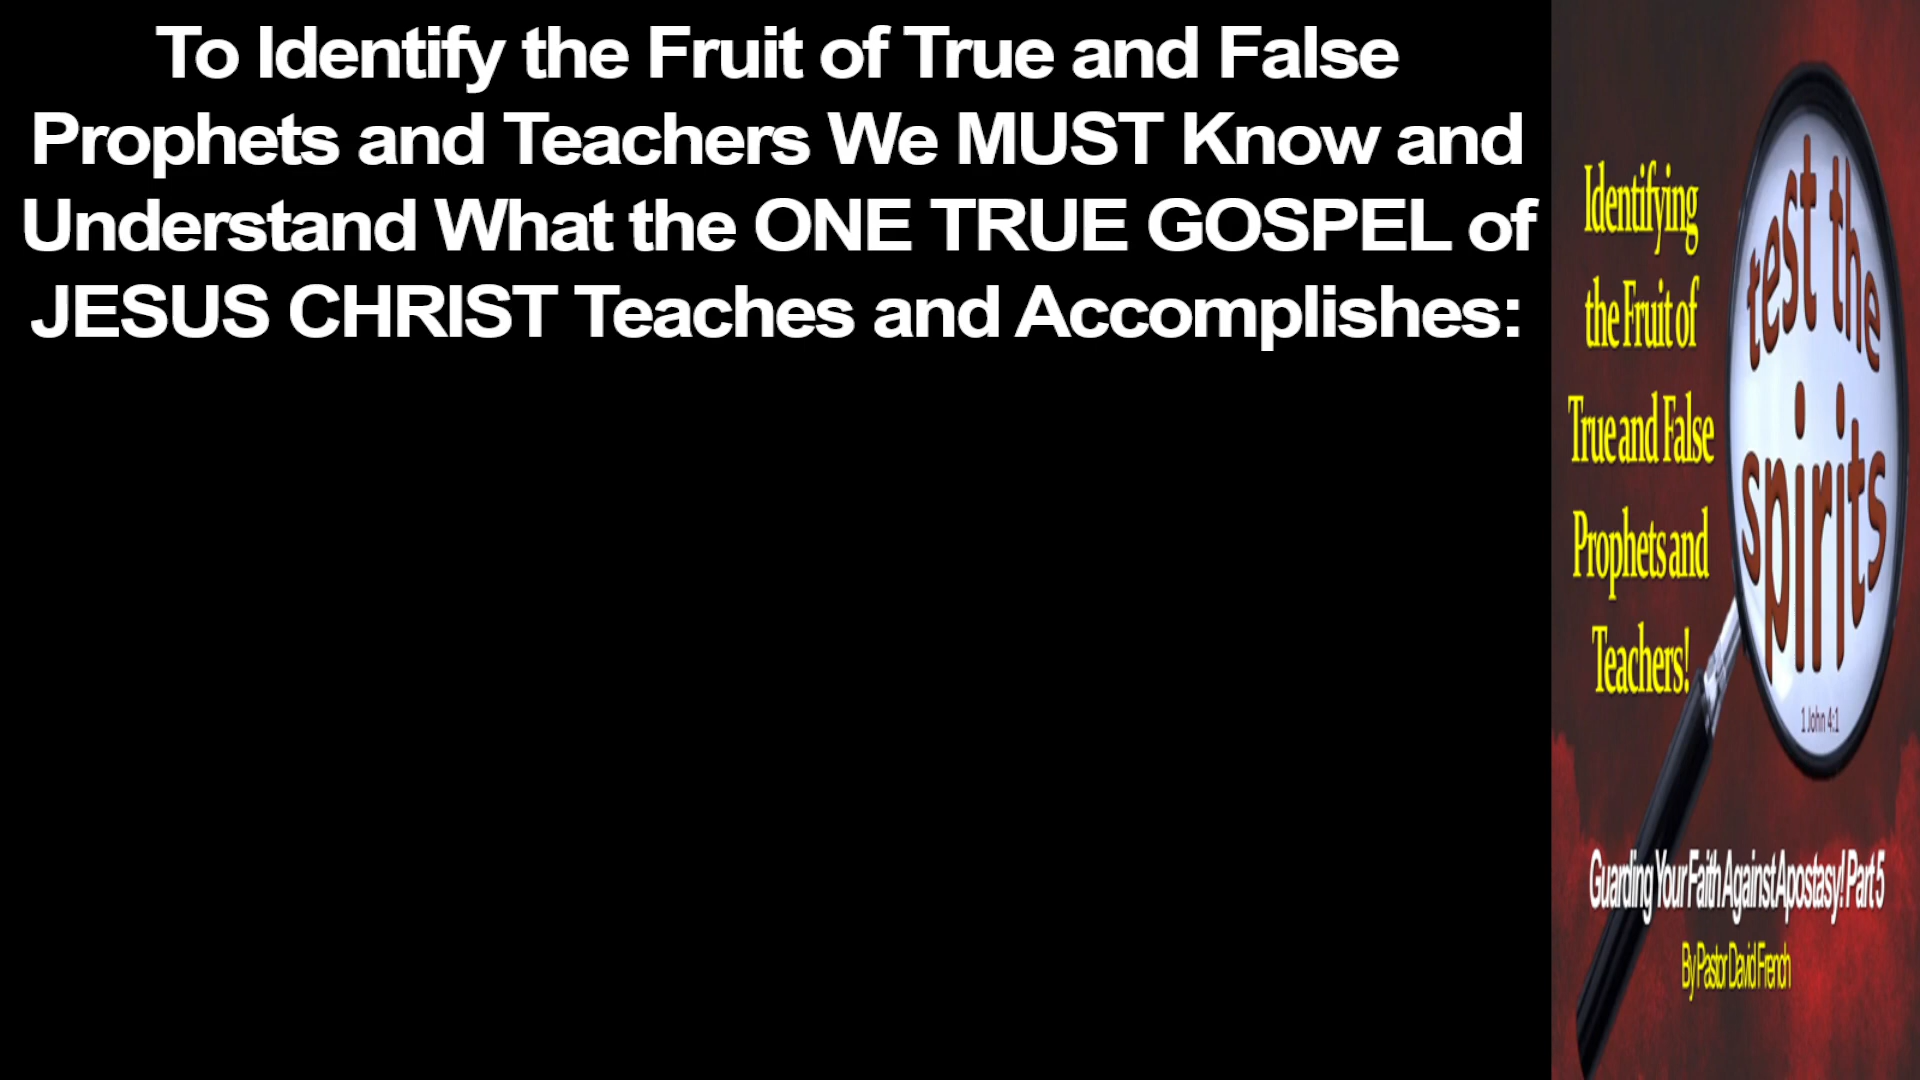 To Identify the Fruit of True and False
Prophets and Teachers We MUST Know and
Understand What the ONE TRUE GOSPEL of
JESUS CHRIST Teaches and Accomplishes:
Identifying
the Fruit of
True and False
Prophets and
Teachers!
test the
spirits
1 John 4:1
Guarding Your Faith Against Apostasy! Part 5
By Pastor David French